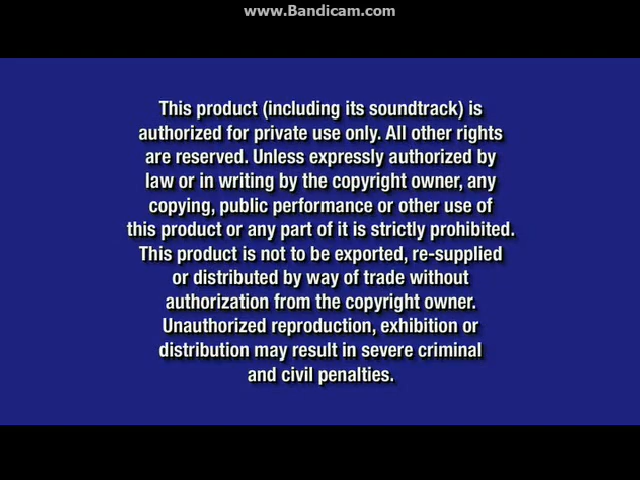 www.Bandicam.com
This product (including its soundtrack) is
authorized for private use only. All other rights
are reserved. Unless expressly authorized by
law or in writing by the copyright owner, any
copying, public performance or other use of
this product or any part of it is strictly prohibited.
This product is not to be exported, re-supplied
or distributed by way of trade without
authorization from the copyright owner.
Unauthorized reproduction, exhibition or
distribution may result in severe criminal
and civil penalties.